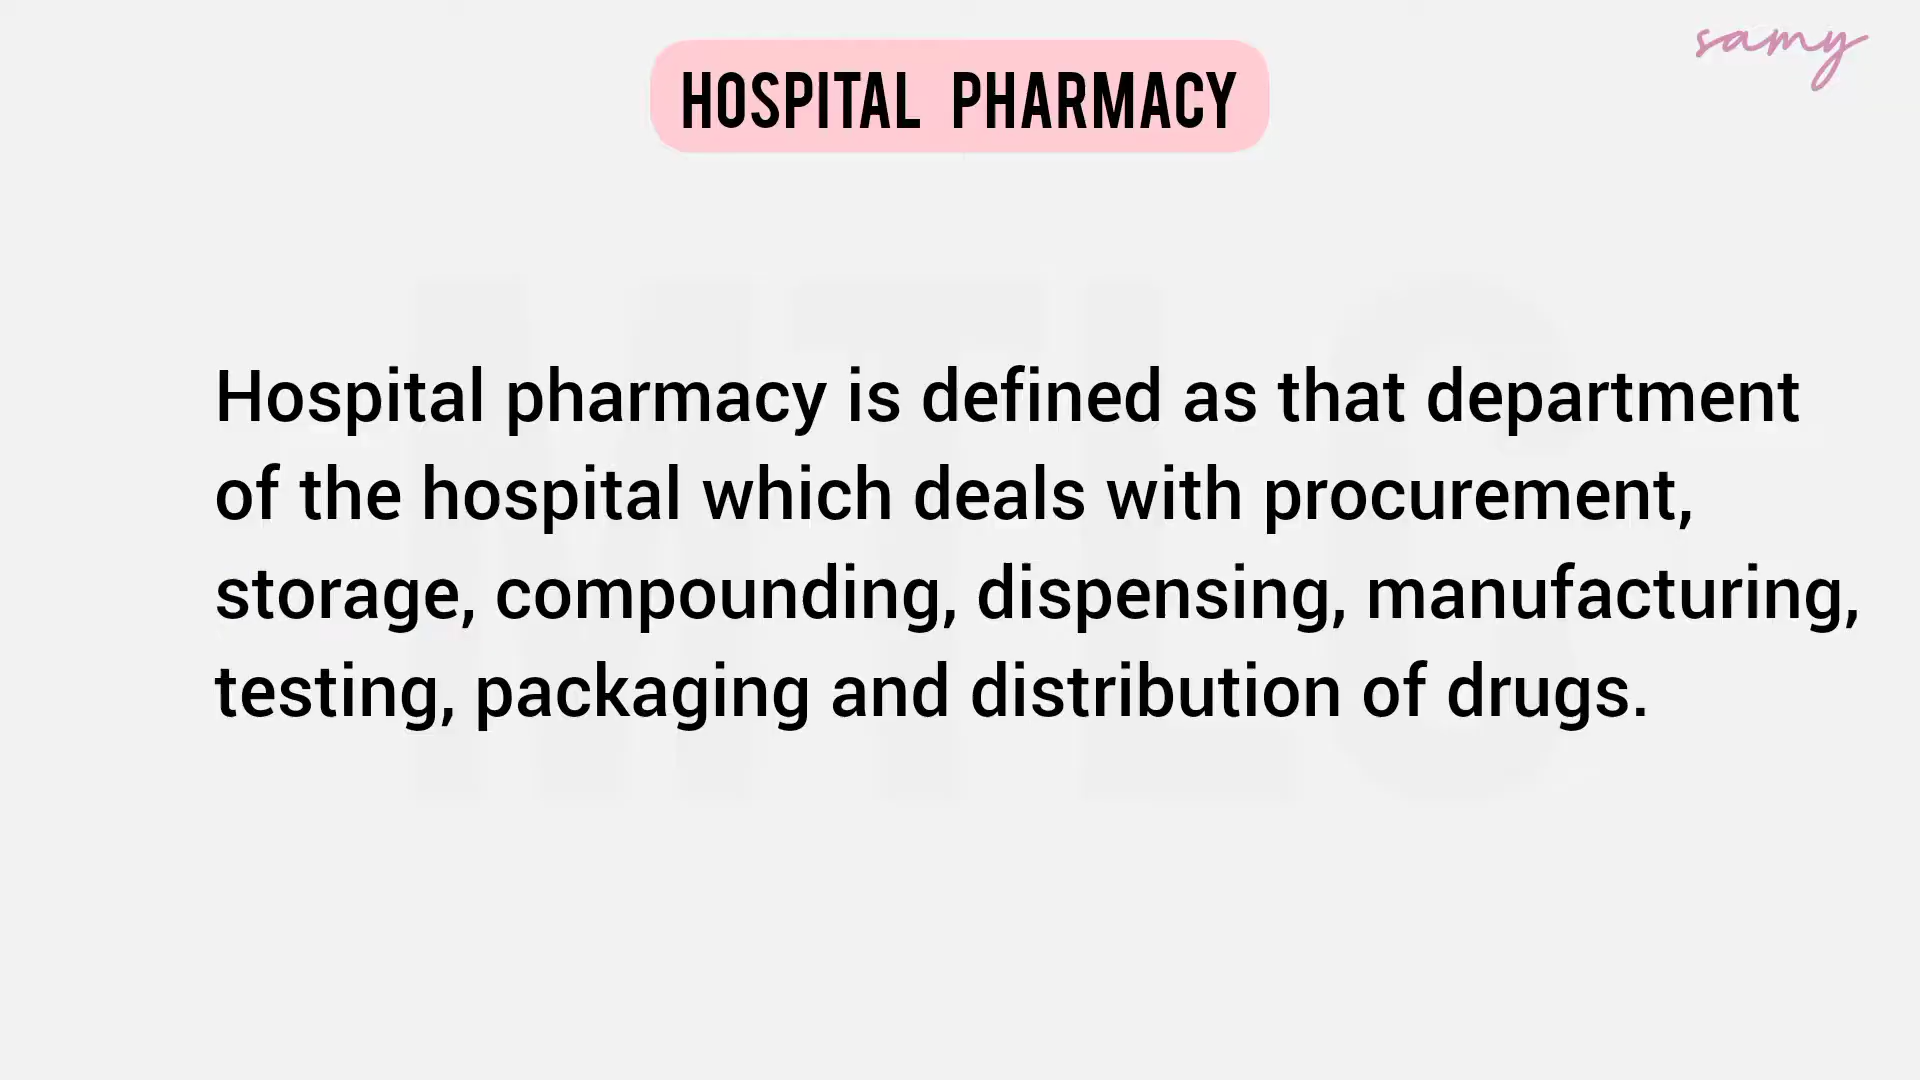 samy
HOSPITAL PHARMACY
Hospital pharmacy is defined as that department
of the hospital which deals with procurement,
storage, compounding, dispensing, manufacturing,
testing, packaging and distribution of drugs.
MTLC